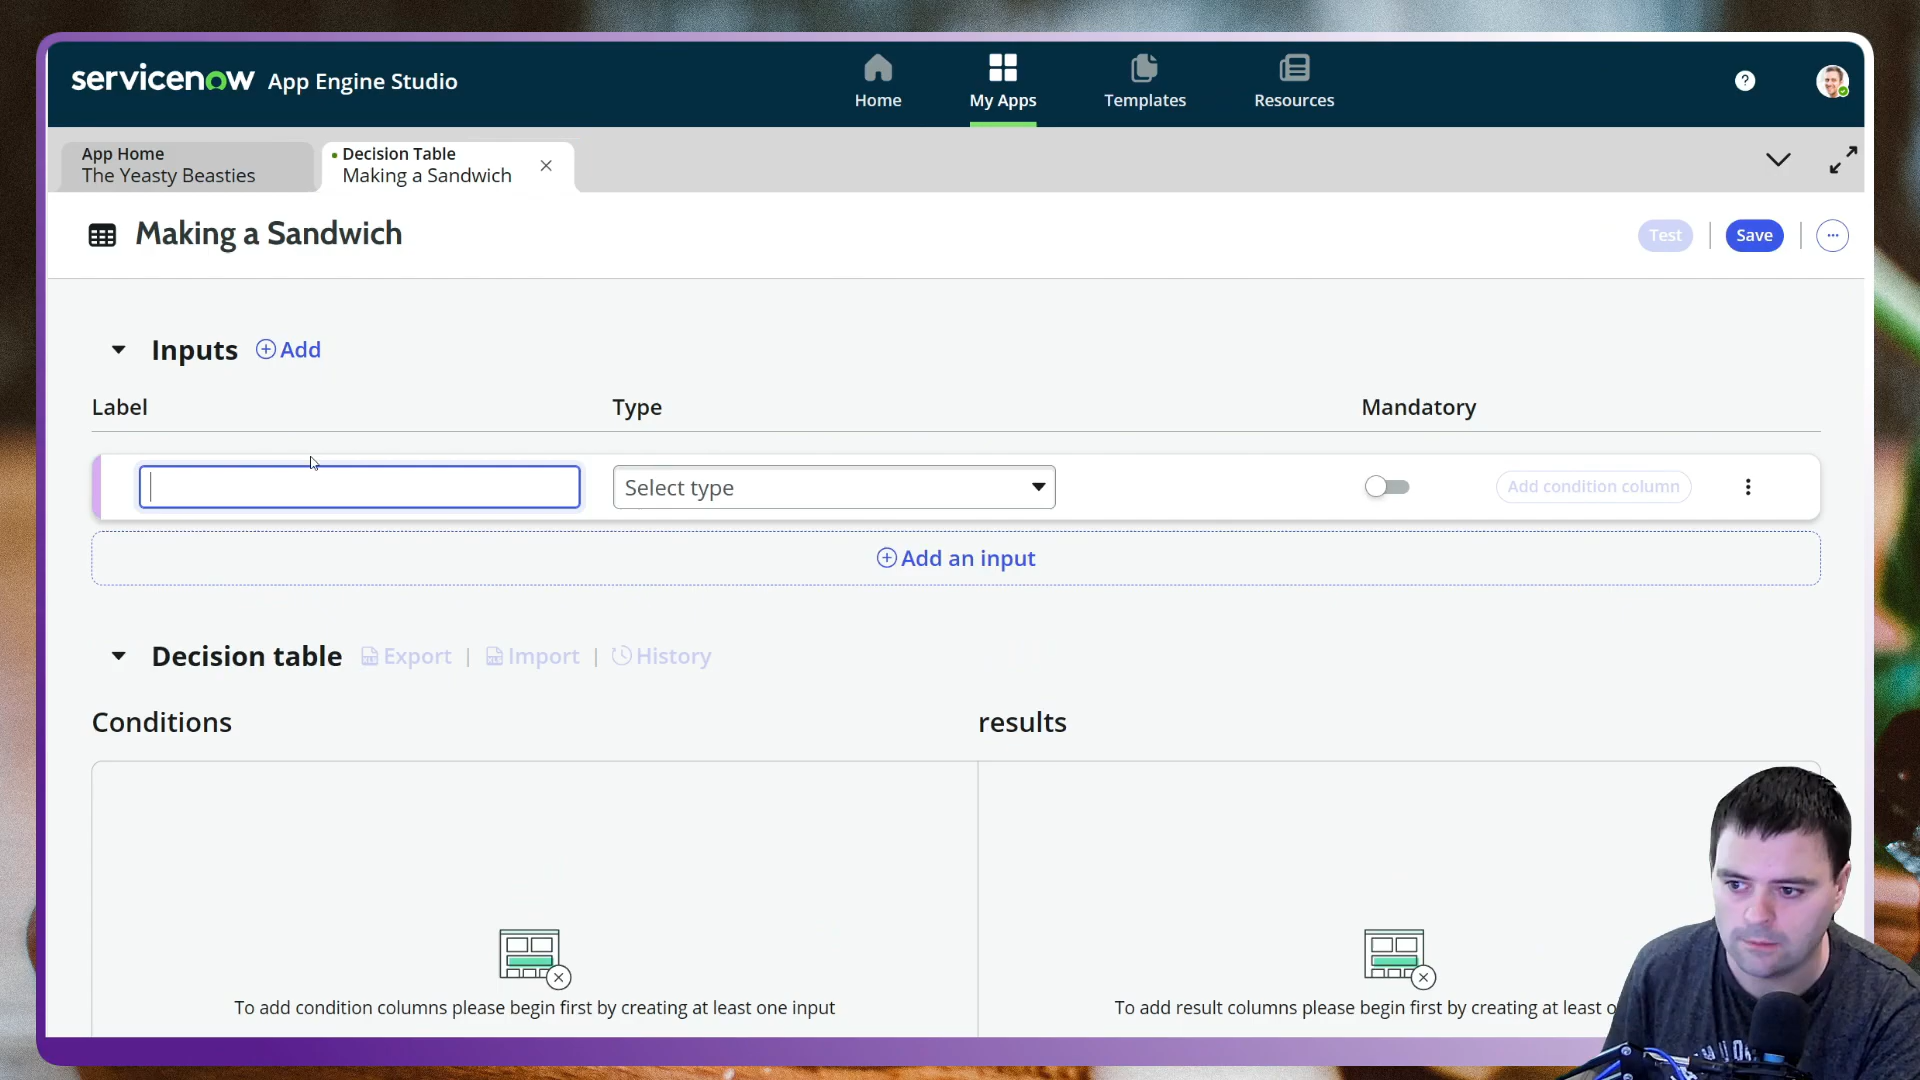 servicenow App Engine Studio
Home
My Apps
Templates
Resources
?
App Home
The Yeasty Beasties
Decision Table
Making a Sandwich
Making a Sandwich
Test
Save
Inputs
Add
Label
Type
Mandatory
Select type
Add condition column
Add an input
Decision table
Export
|
Import
|
History
Conditions
results
To add condition columns please begin first by creating at least one input
To add result columns please begin first by creating at least